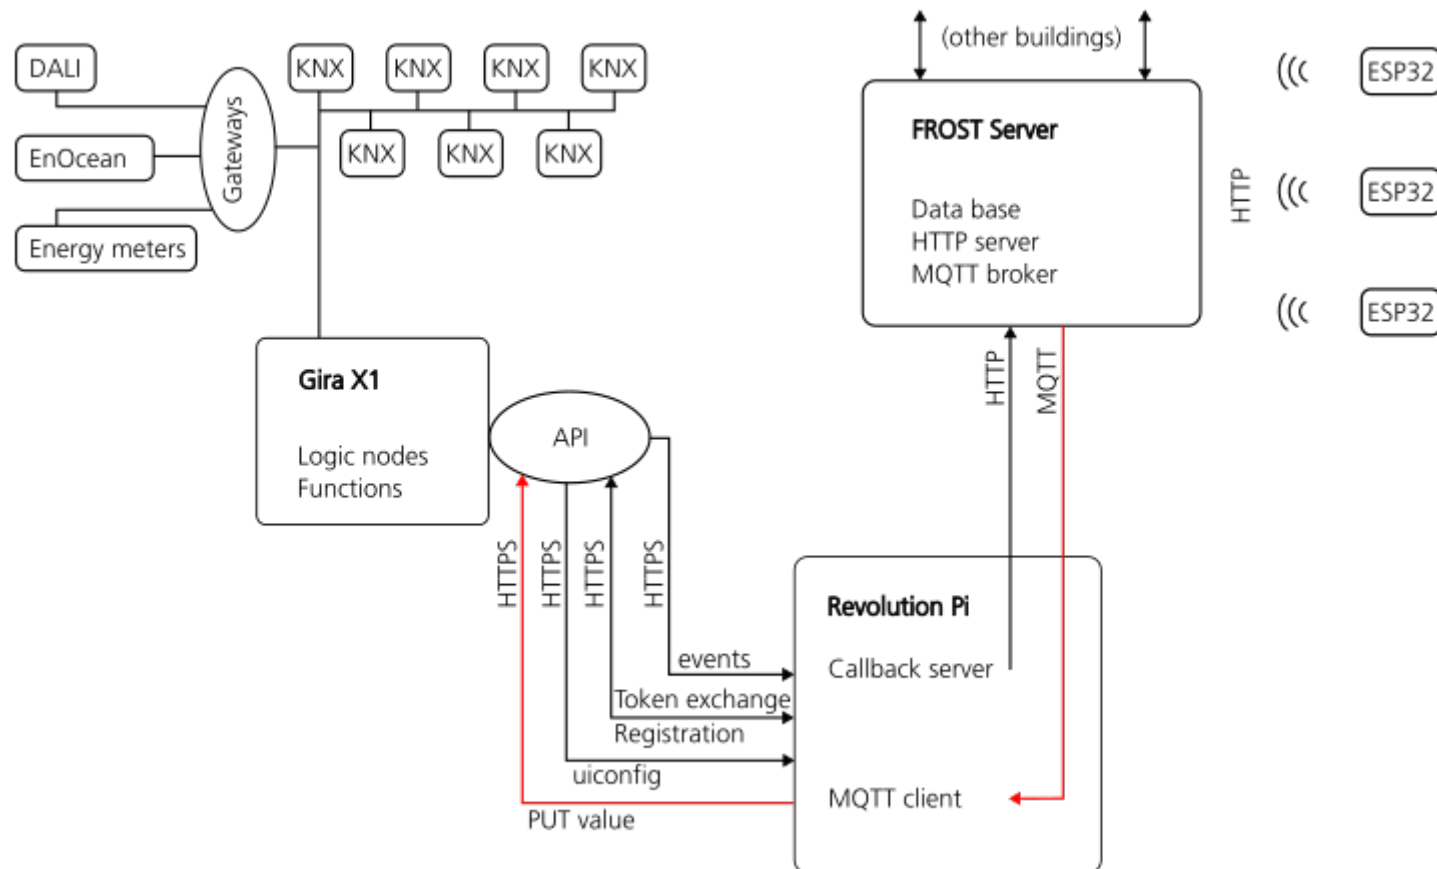 (other buildings)
DALI
KNX
KNX
KNX
KNX
ESP32
FROST Server
Gateways
EnOcean
KNX
KNX
KNX
HTTP
ESP32
Data base
HTTP server
MQTT broker
Energy meters
ESP32
Gira X1
HTTP
MQTT
API
Logic nodes
Functions
HTTPS
HTTPS
HTTPS
HTTPS
Revolution Pi
events
Callback server
Token exchange
Registration
uiconfig
MQTT client
PUT value